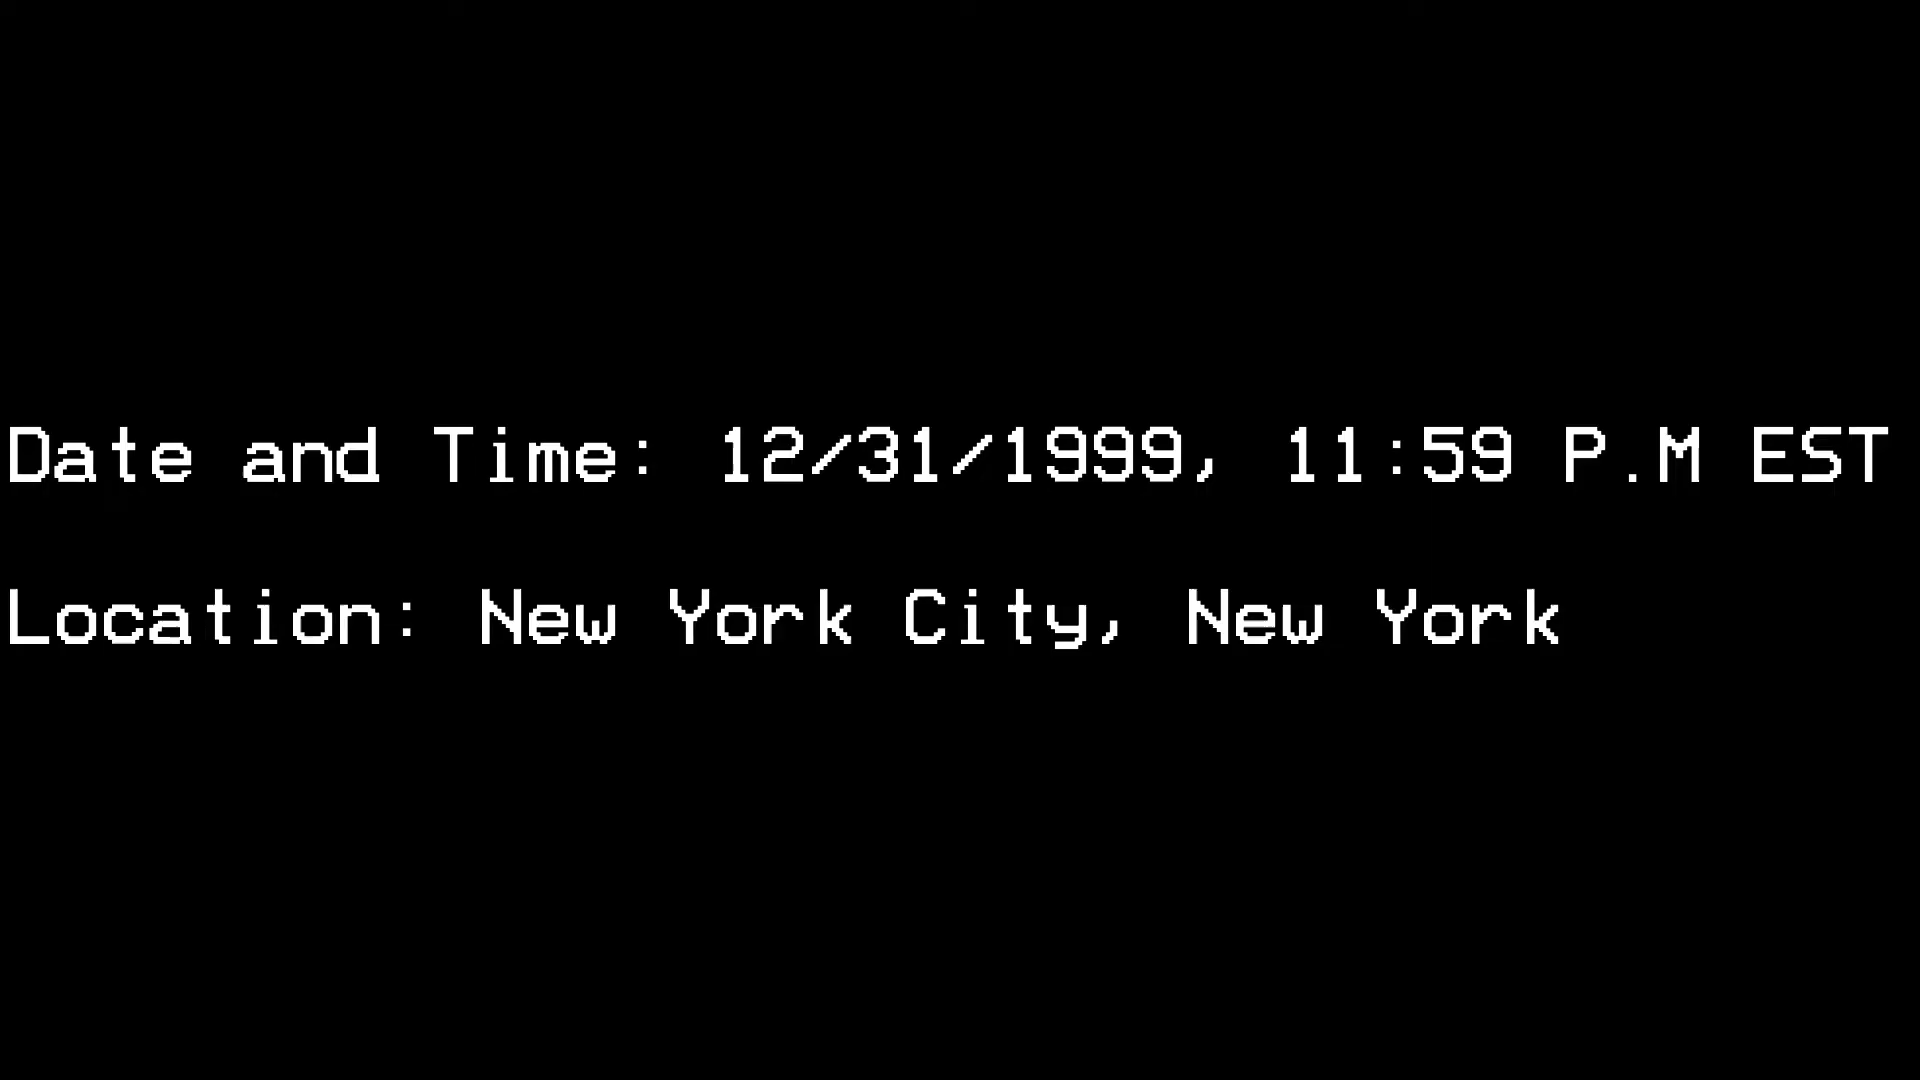 Date and Time: 12/31/1999, 11:59 P.M EST
Location: New York City, New York